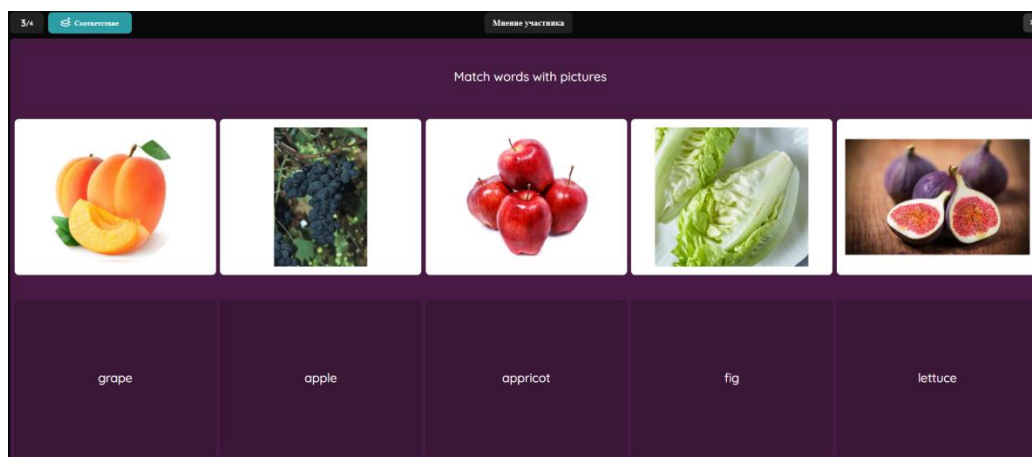 3/4 Соответствие Мнение участника
Match words with pictures
grape apple appricot fig lettuce